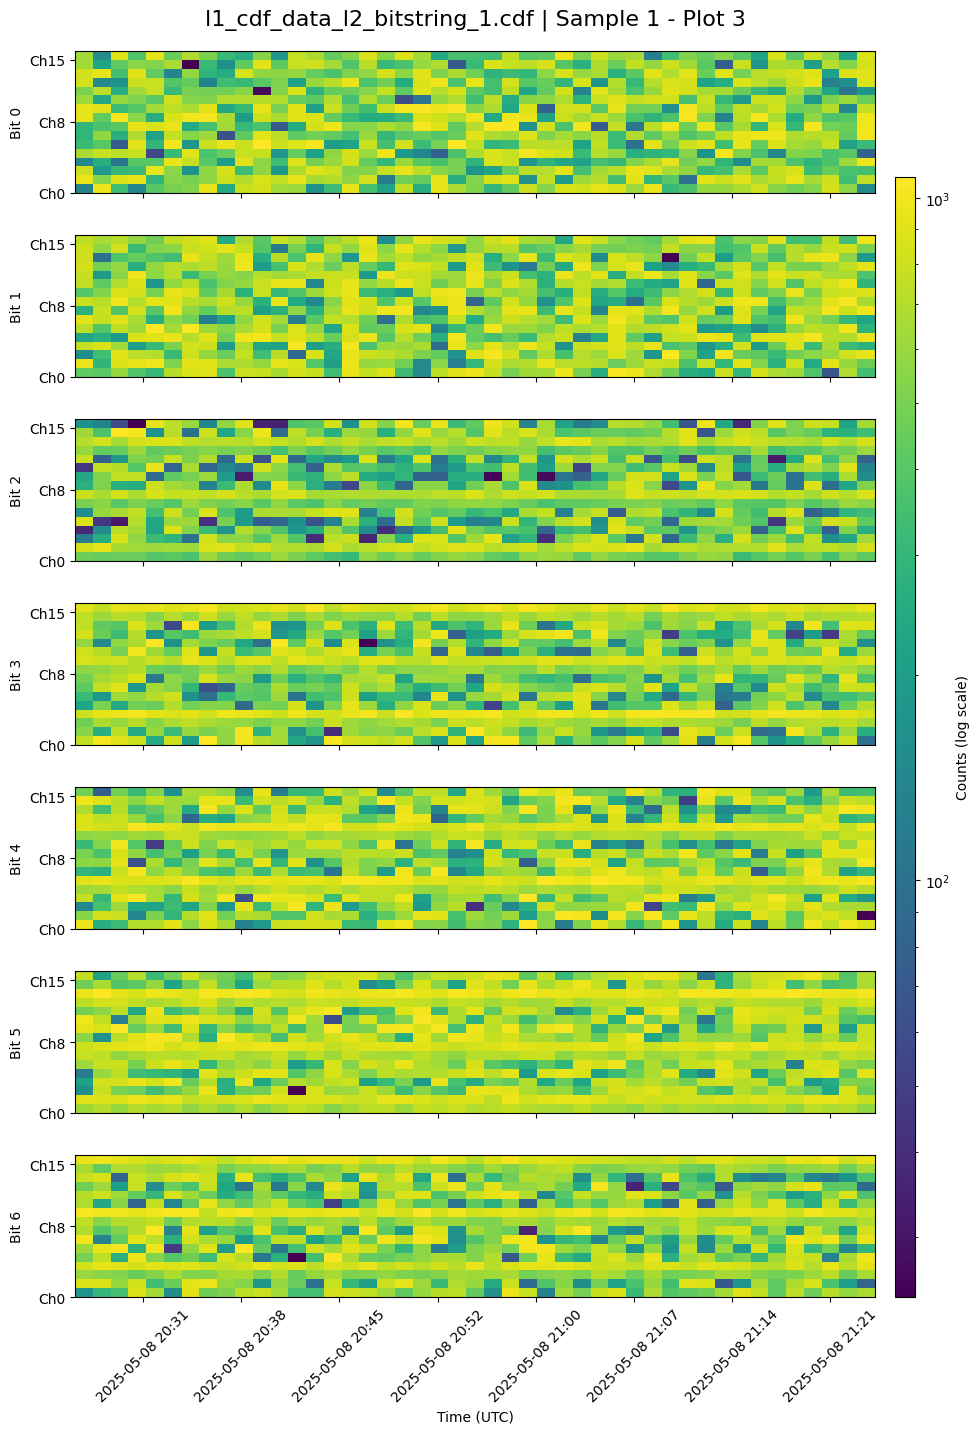 l1_cdf_data_l2_bitstring_1.cdf | Sample 1 - Plot 3
Bit 0
Ch15
Ch8
Ch0
Bit 1
Ch15
Ch8
Ch0
Bit 2
Ch15
Ch8
Ch0
Bit 3
Ch15
Ch8
Ch0
Bit 4
Ch15
Ch8
Ch0
Bit 5
Ch15
Ch8
Ch0
Bit 6
Ch15
Ch8
Ch0
2025-05-08 20:31
2025-05-08 20:38
2025-05-08 20:45
2025-05-08 20:52
2025-05-08 21:00
2025-05-08 21:07
2025-05-08 21:14
2025-05-08 21:21
Time (UTC)
10³
10²
Counts (log scale)